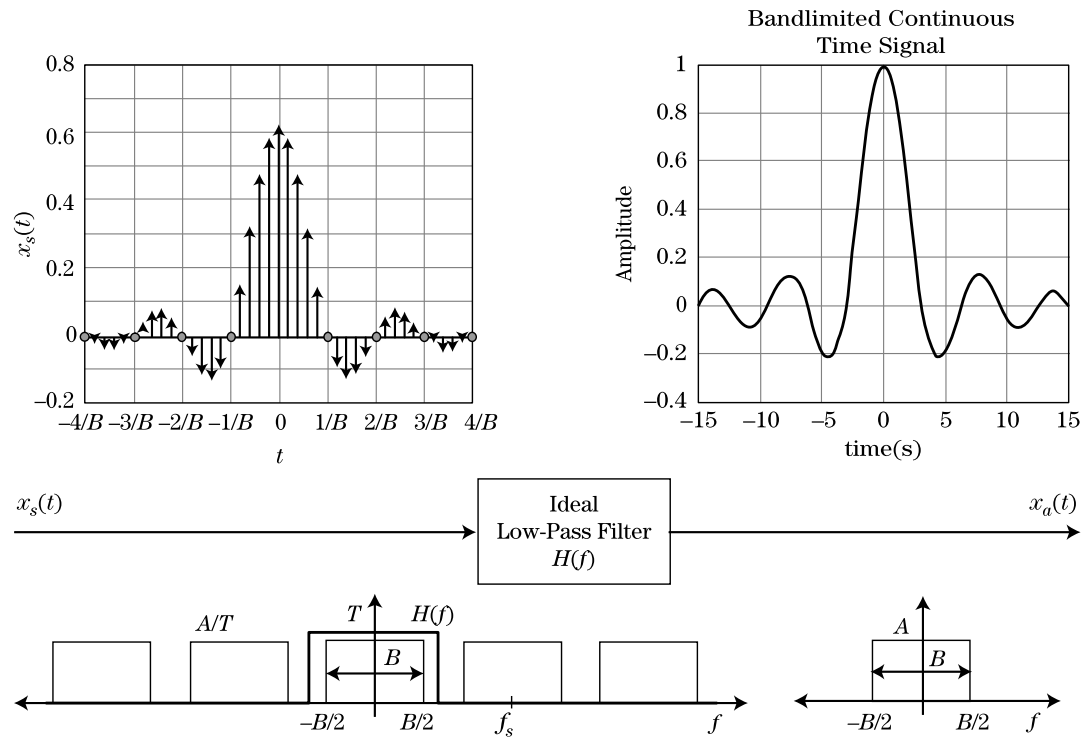 Bandlimited Continuous
Time Signal
0.8
0.6
0.4
0.2
0
–0.2
x_s(t)
–4/B –3/B –2/B –1/B 0 1/B 2/B 3/B 4/B
t
1
0.8
0.6
0.4
0.2
0
–0.2
–0.4
Amplitude
–15 –10 –5 0 5 10 15
time(s)
x_s(t)
Ideal
Low-Pass Filter
H(f)
x_a(t)
A/T
T
H(f)
B
–B/2 B/2 f_s f
A
B
–B/2 B/2 f